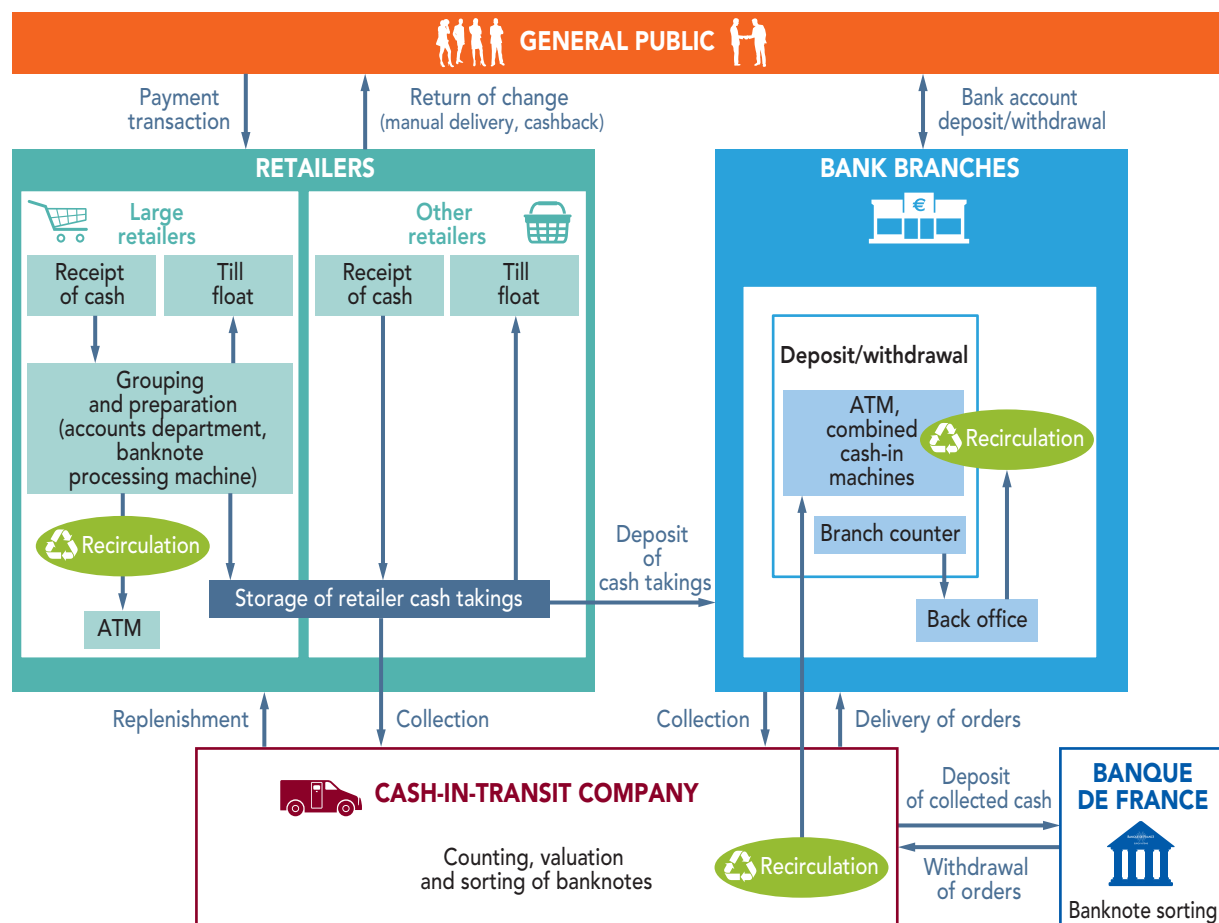 GENERAL PUBLIC
Payment
transaction
Return of change
(manual delivery, cashback)
Bank account
deposit/withdrawal
RETAILERS
Large
retailers
Other
retailers
Receipt
of cash
Till
float
Receipt
of cash
Till
float
Grouping
and preparation
(accounts department,
banknote
processing machine)
Recirculation
ATM
Storage of retailer cash takings
Deposit
of
cash takings
BANK BRANCHES
€
Deposit/withdrawal
ATM,
combined
cash-in
machines
Recirculation
Branch counter
Back office
Replenishment
Collection
Collection
Delivery of orders
CASH-IN-TRANSIT COMPANY
Counting, valuation
and sorting of banknotes
Recirculation
Deposit
of collected cash
Withdrawal
of orders
BANQUE
DE FRANCE
Banknote sorting